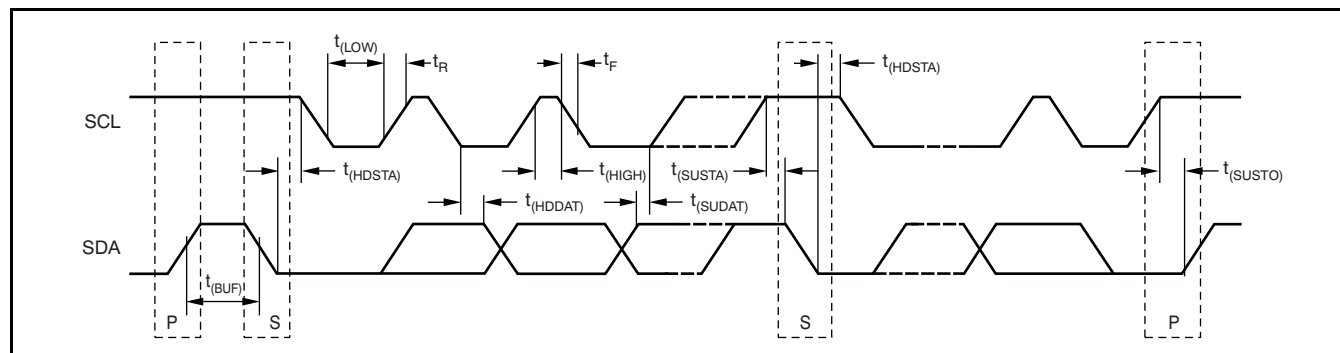 t(LOW)
tR
tF
t(HDSTA)
SCL
t(HDSTA)
t(HIGH)
t(SUSTA)
t(SUSTO)
t(HDDAT)
t(SUDAT)
SDA
t(BUF)
P
S
S
P